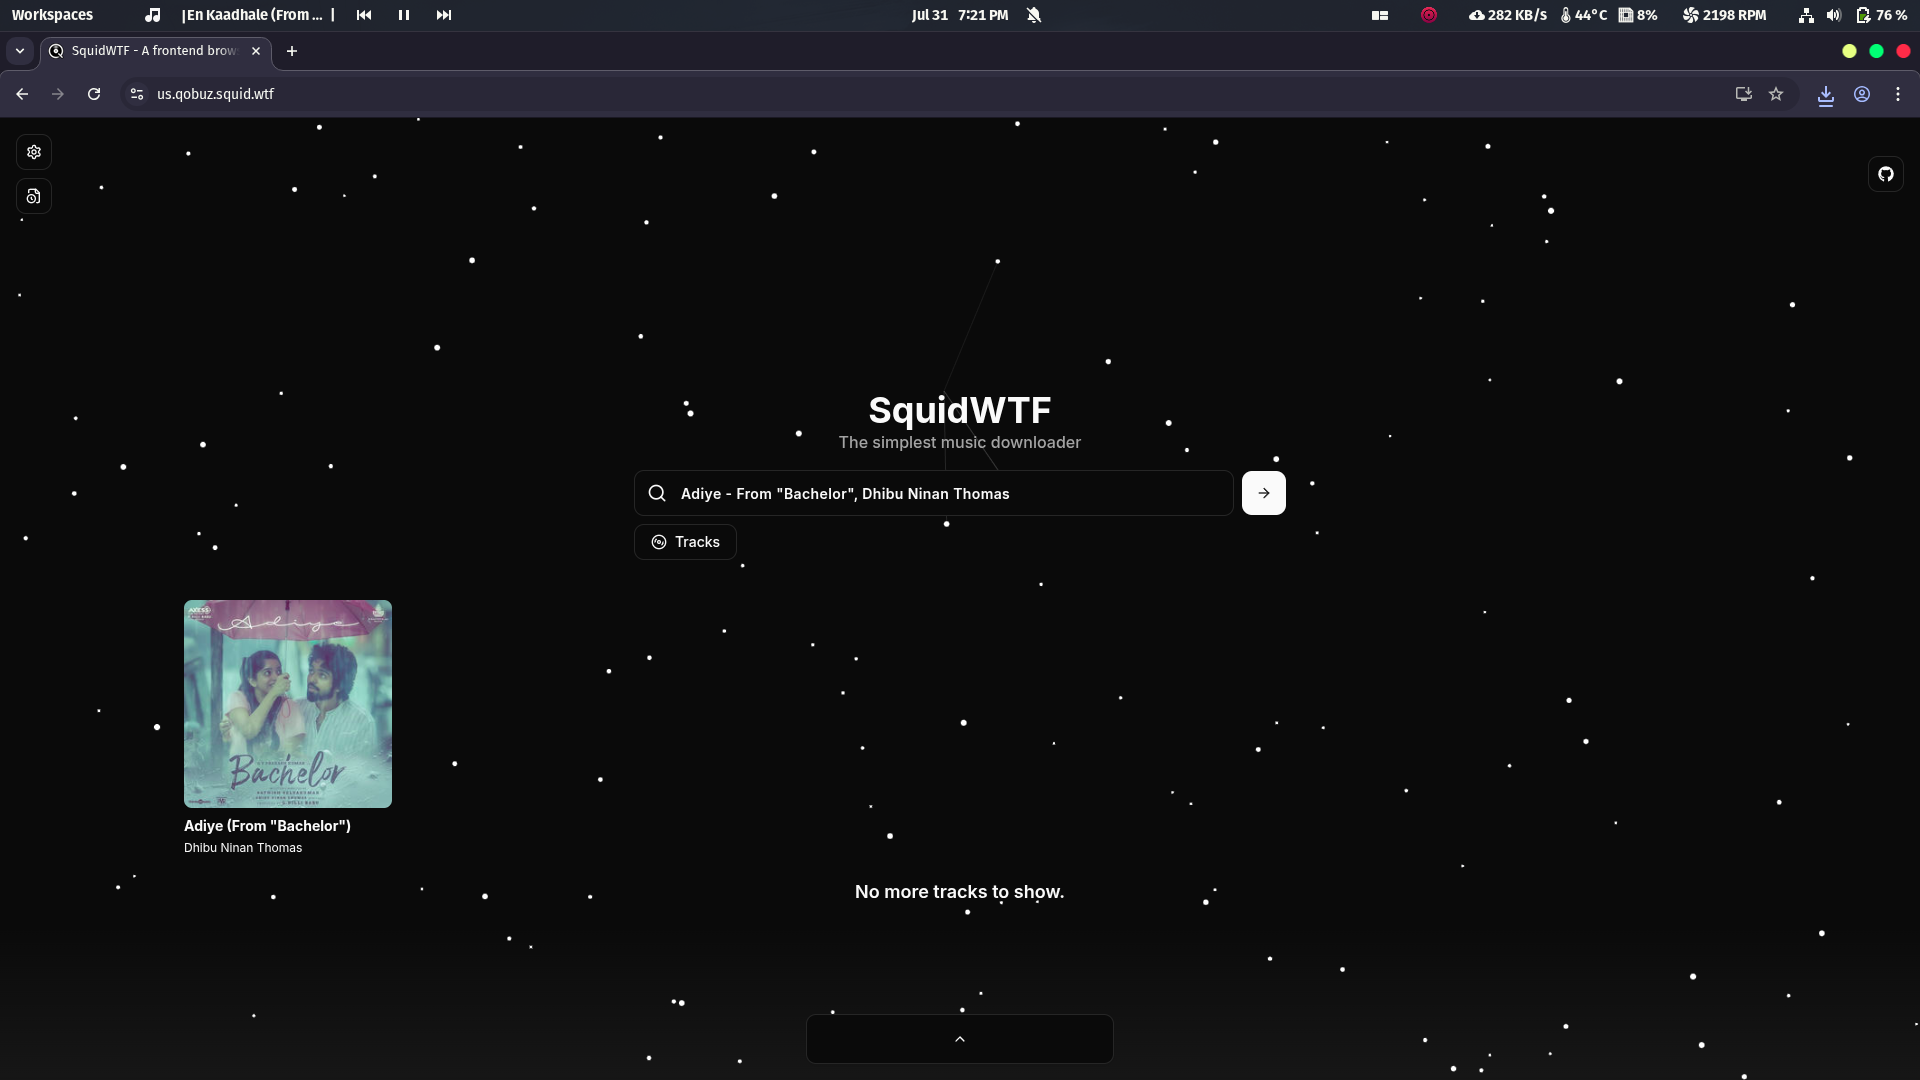 Workspaces
|En Kaadhale (From ... |
Jul 31 7:21 PM
282 KB/s
44°C
8%
2198 RPM
76 %
SquidWTF - A frontend brow
us.qobuz.squid.wtf
SquidWTF
The simplest music downloader
Adiye - From "Bachelor", Dhibu Ninan Thomas
Tracks
Adiye
Bachelor
Adiye (From "Bachelor")
Dhibu Ninan Thomas
No more tracks to show.